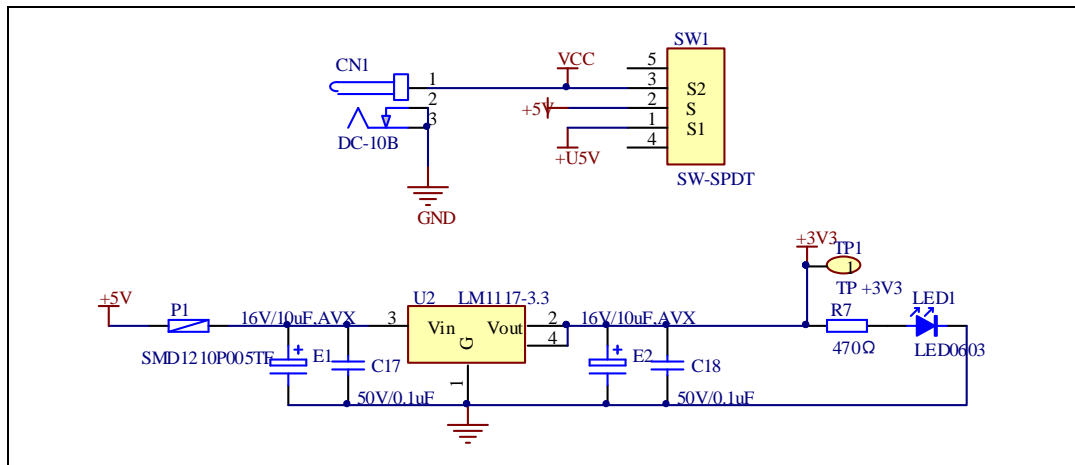 SW1
VCC
CN1
5
1
3
S2
2
2
S
+5V
3
1
S1
DC-10B
4
+U5V
SW-SPDT
GND
+3V3
TP1
1
TP +3V3
+5V
P1
U2
LM1117-3.3
R7
LED1
16V/10uF,AVX
3
Vin
Vout
2
16V/10uF,AVX
4
G
SMD1210P005TF
E1
C17
E2
C18
470Ω
LED0603
1
50V/0.1uF
50V/0.1uF